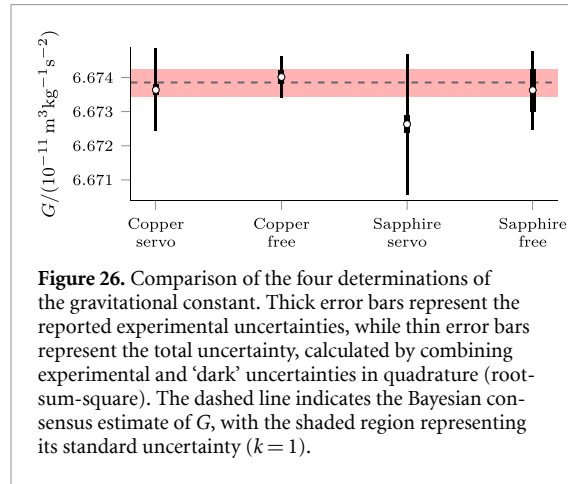 G/(10⁻¹¹ m³kg⁻¹s⁻²)
6.674
6.673
6.672
6.671
Copper servo
Copper free
Sapphire servo
Sapphire free
Figure 26. Comparison of the four determinations of
the gravitational constant. Thick error bars represent the
reported experimental uncertainties, while thin error bars
represent the total uncertainty, calculated by combining
experimental and ‘dark’ uncertainties in quadrature (root-
sum-square). The dashed line indicates the Bayesian con-
sensus estimate of G, with the shaded region representing
its standard uncertainty (k = 1).